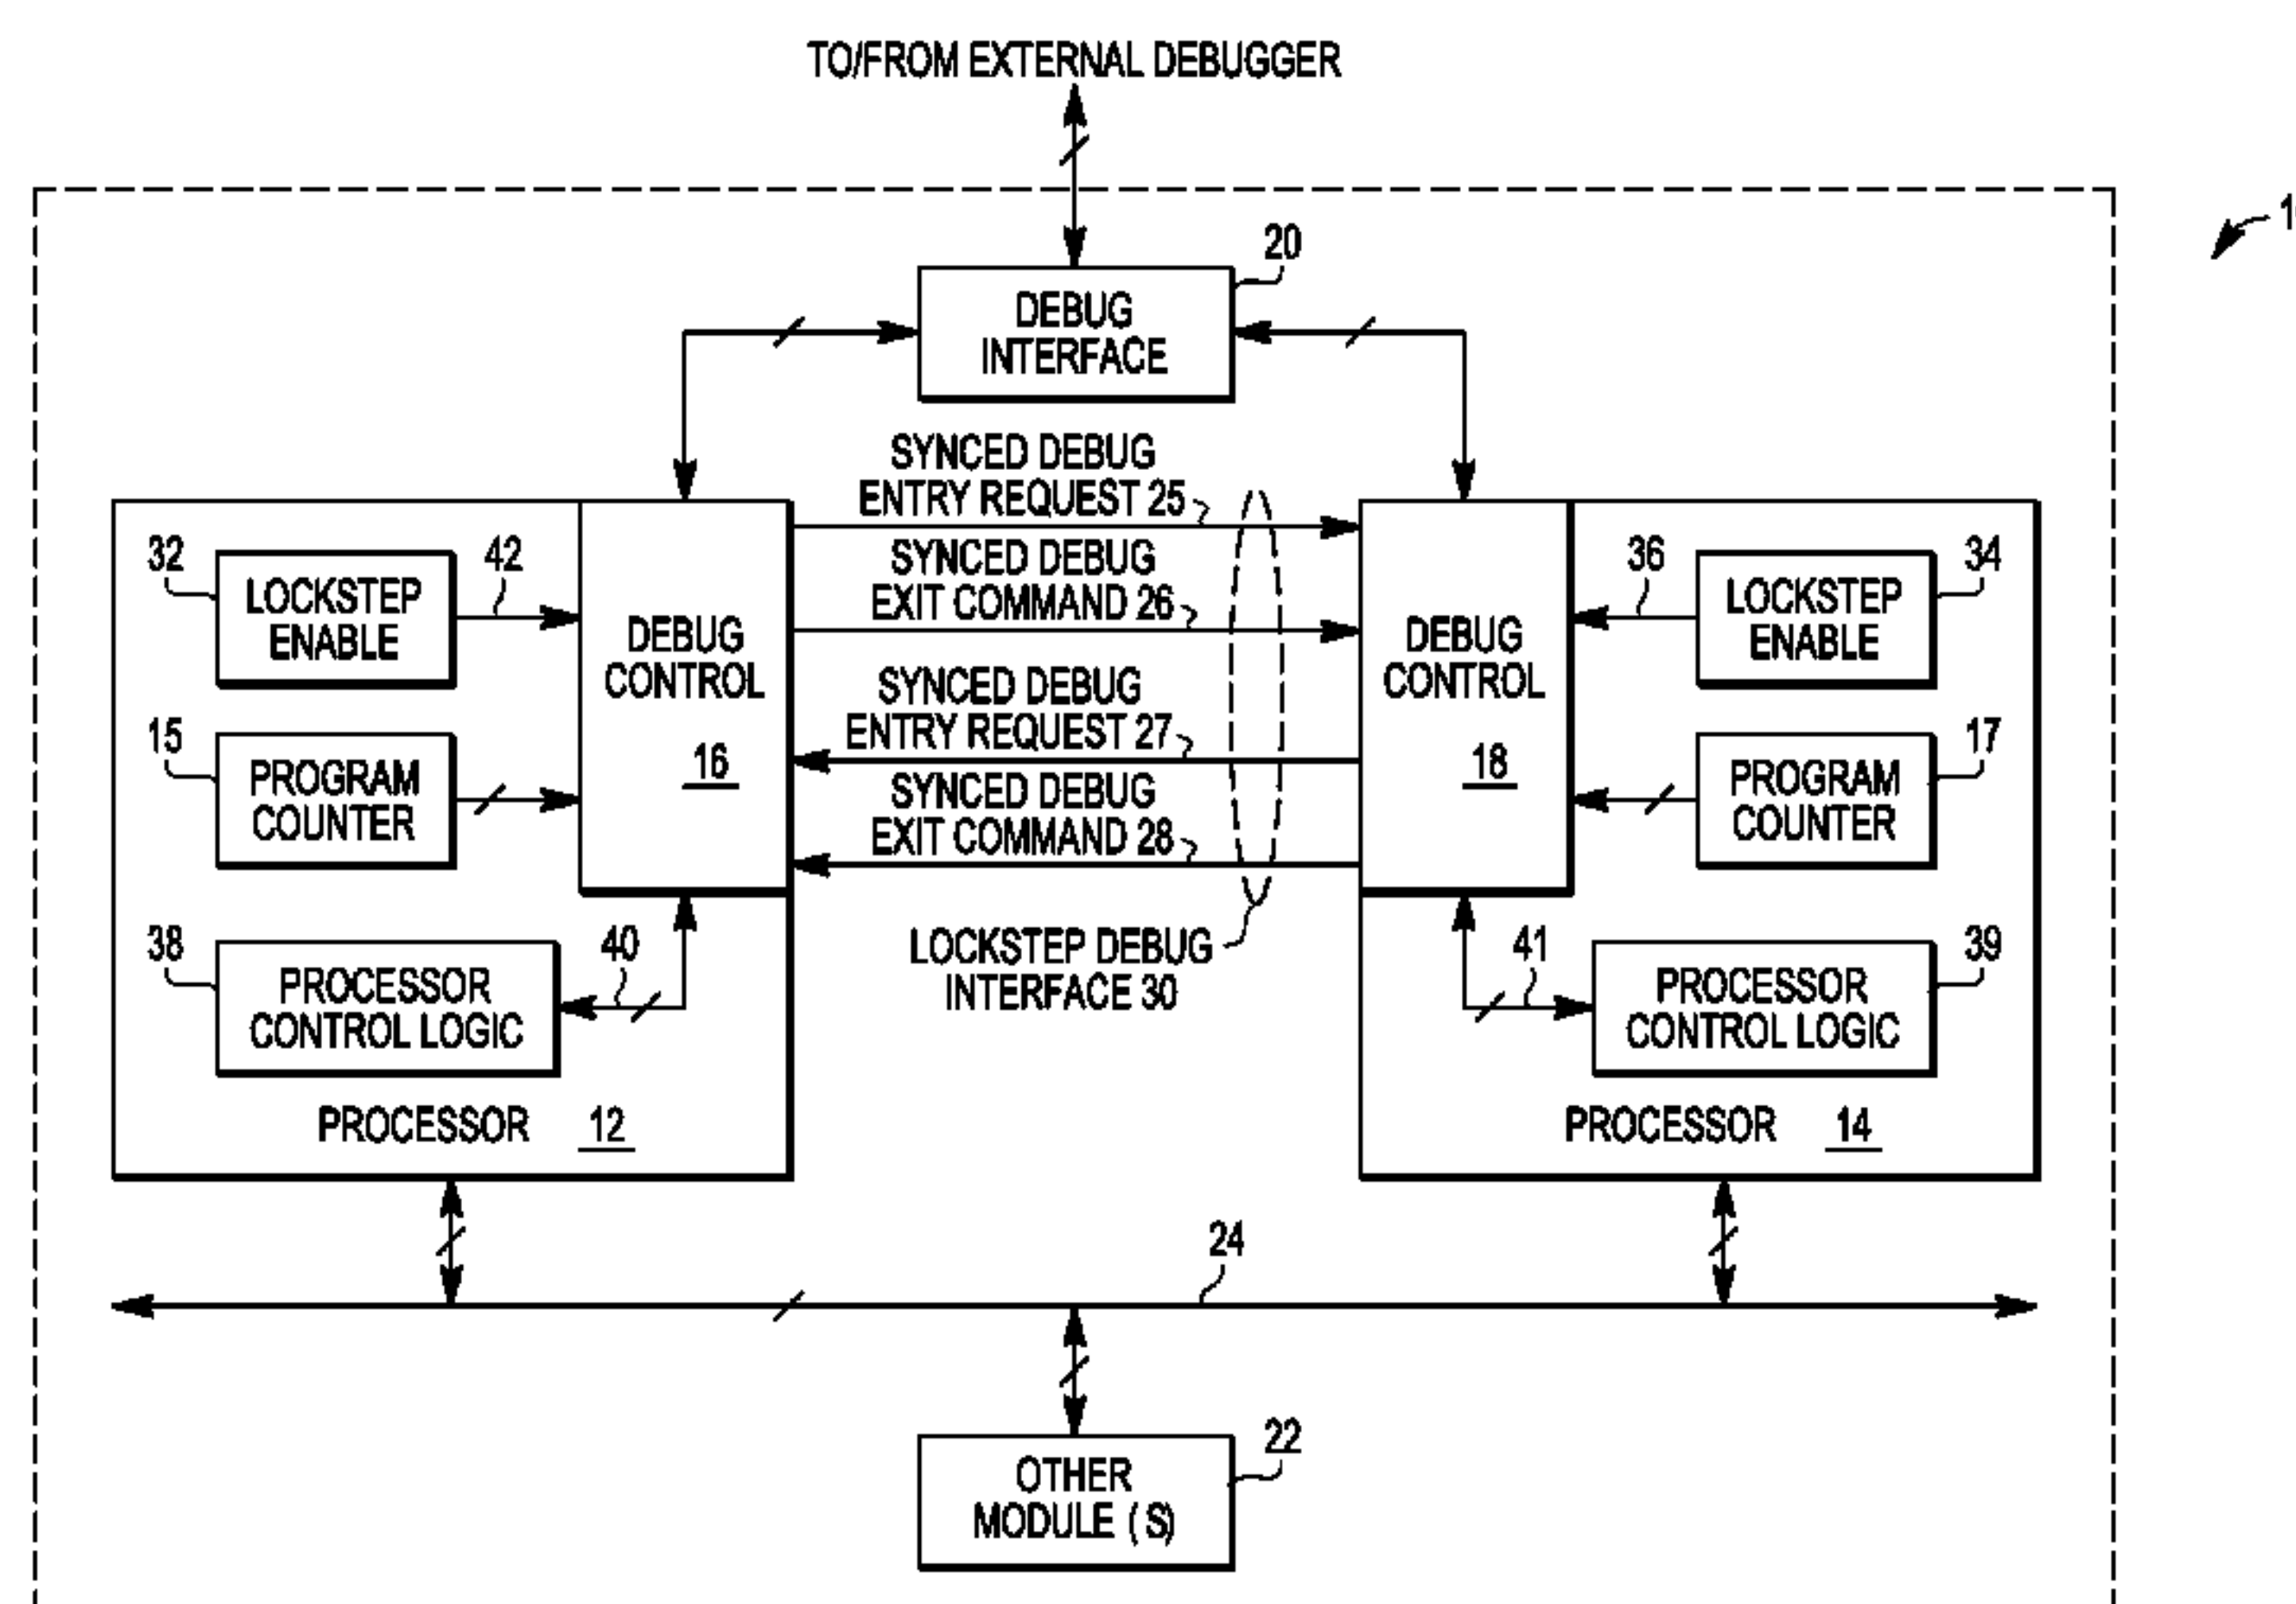 TO/FROM EXTERNAL DEBUGGER
1
20
DEBUG
INTERFACE
SYNCED DEBUG
ENTRY REQUEST 25
SYNCED DEBUG
EXIT COMMAND 26
SYNCED DEBUG
ENTRY REQUEST 27
SYNCED DEBUG
EXIT COMMAND 28
LOCKSTEP DEBUG
INTERFACE 30
32
LOCKSTEP
ENABLE
42
15
PROGRAM
COUNTER
DEBUG
CONTROL
16
38
PROCESSOR
CONTROL LOGIC
40
PROCESSOR 12
DEBUG
CONTROL
18
36
LOCKSTEP
ENABLE
34
PROGRAM
COUNTER
17
41
PROCESSOR
CONTROL LOGIC
39
PROCESSOR 14
24
22
OTHER
MODULE (S)